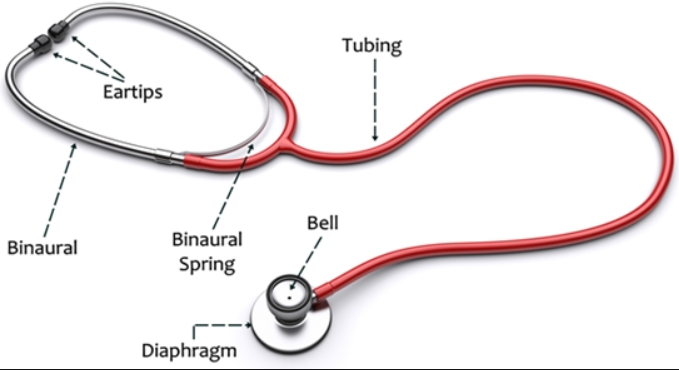 Tubing
Eartips
Bell
Binaural
Binaural
Spring
Diaphragm